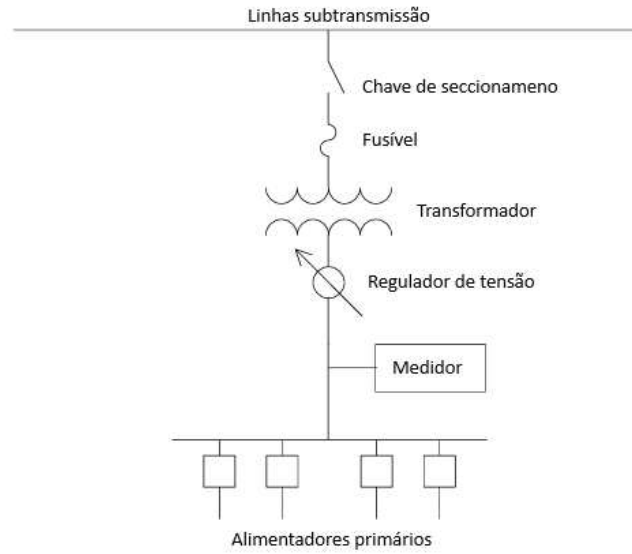 Linhas subtransmissão
Chave de seccionameno
Fusível
Transformador
Regulador de tensão
Medidor
Alimentadores primários